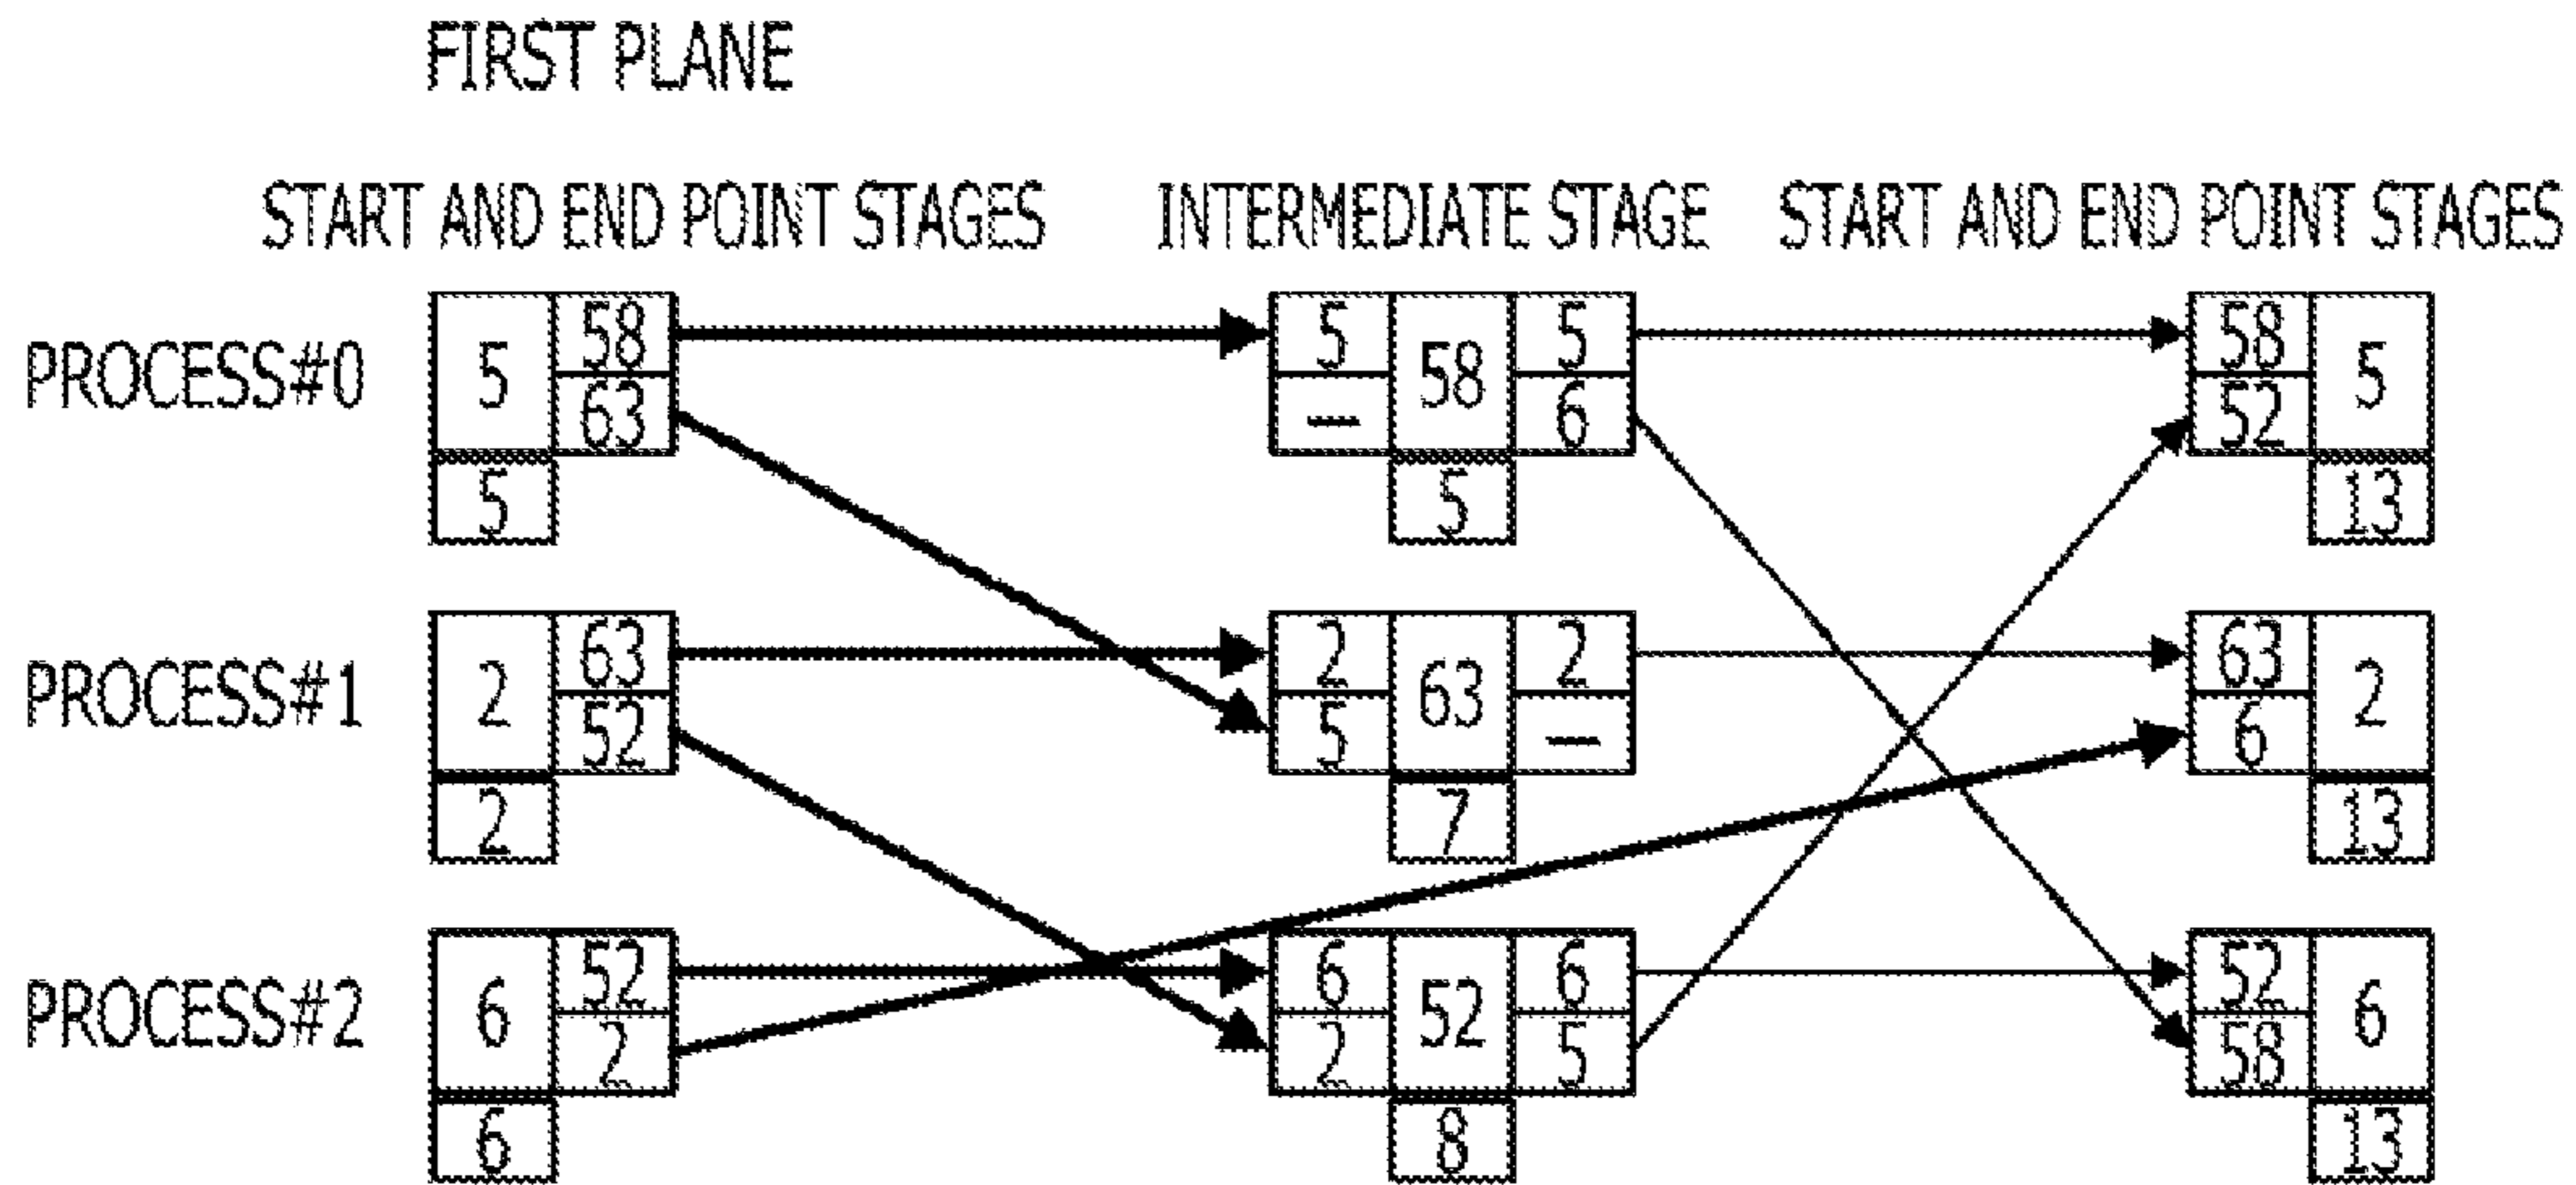 FIRST PLANE
START AND END POINT STAGES INTERMEDIATE STAGE START AND END POINT STAGES
58 5 5 58
PROCESS#0 5 58 5
63 — 6 52
5 5 13
63 2 2 63
PROCESS#1 2 63 2
52 5 — 6
2 7 13
52 6 6 52
PROCESS#2 6 52 6
2 2 5 58
6 8 13